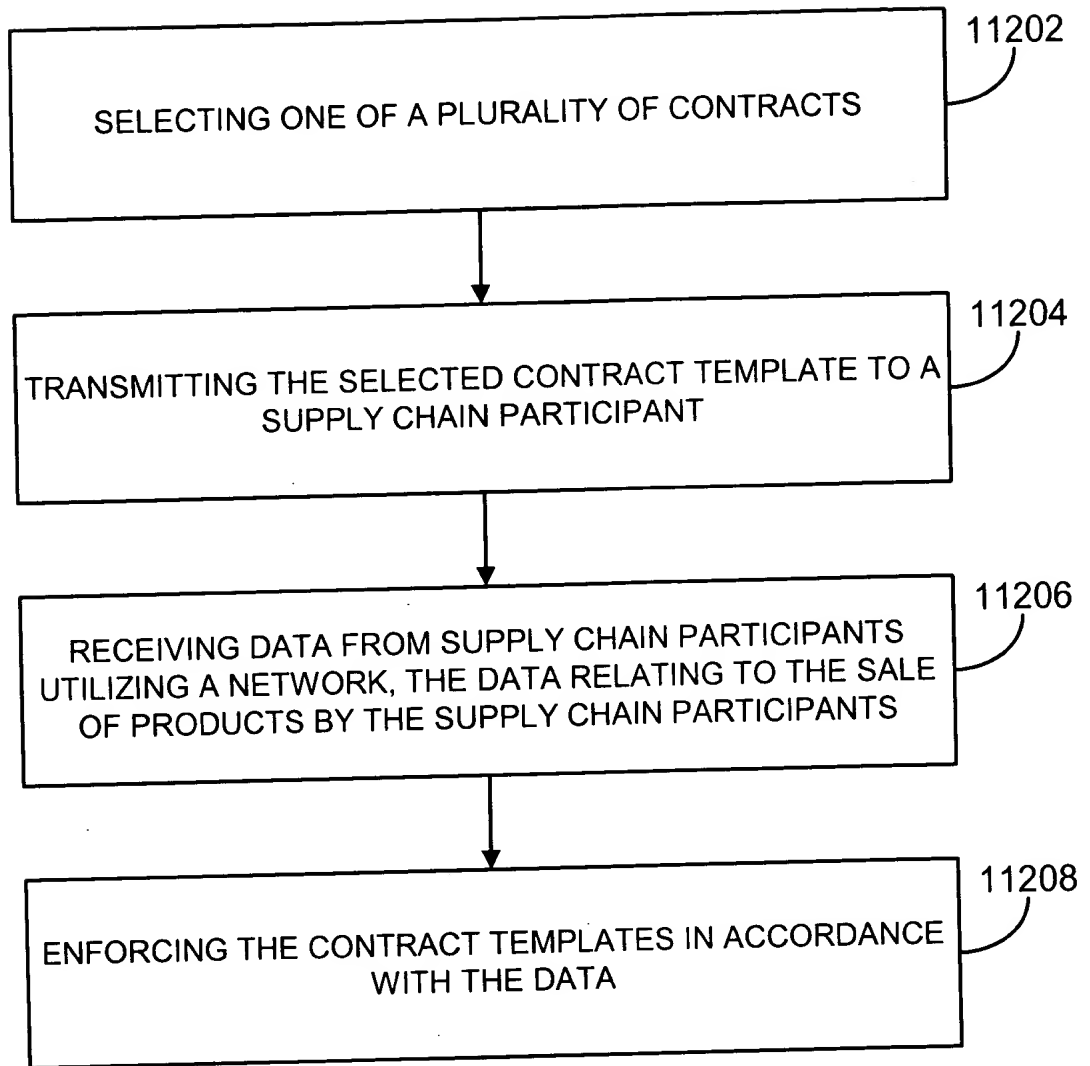 11202
SELECTING ONE OF A PLURALITY OF CONTRACTS
11204
TRANSMITTING THE SELECTED CONTRACT TEMPLATE TO A
SUPPLY CHAIN PARTICIPANT
11206
RECEIVING DATA FROM SUPPLY CHAIN PARTICIPANTS
UTILIZING A NETWORK, THE DATA RELATING TO THE SALE
OF PRODUCTS BY THE SUPPLY CHAIN PARTICIPANTS
11208
ENFORCING THE CONTRACT TEMPLATES IN ACCORDANCE
WITH THE DATA